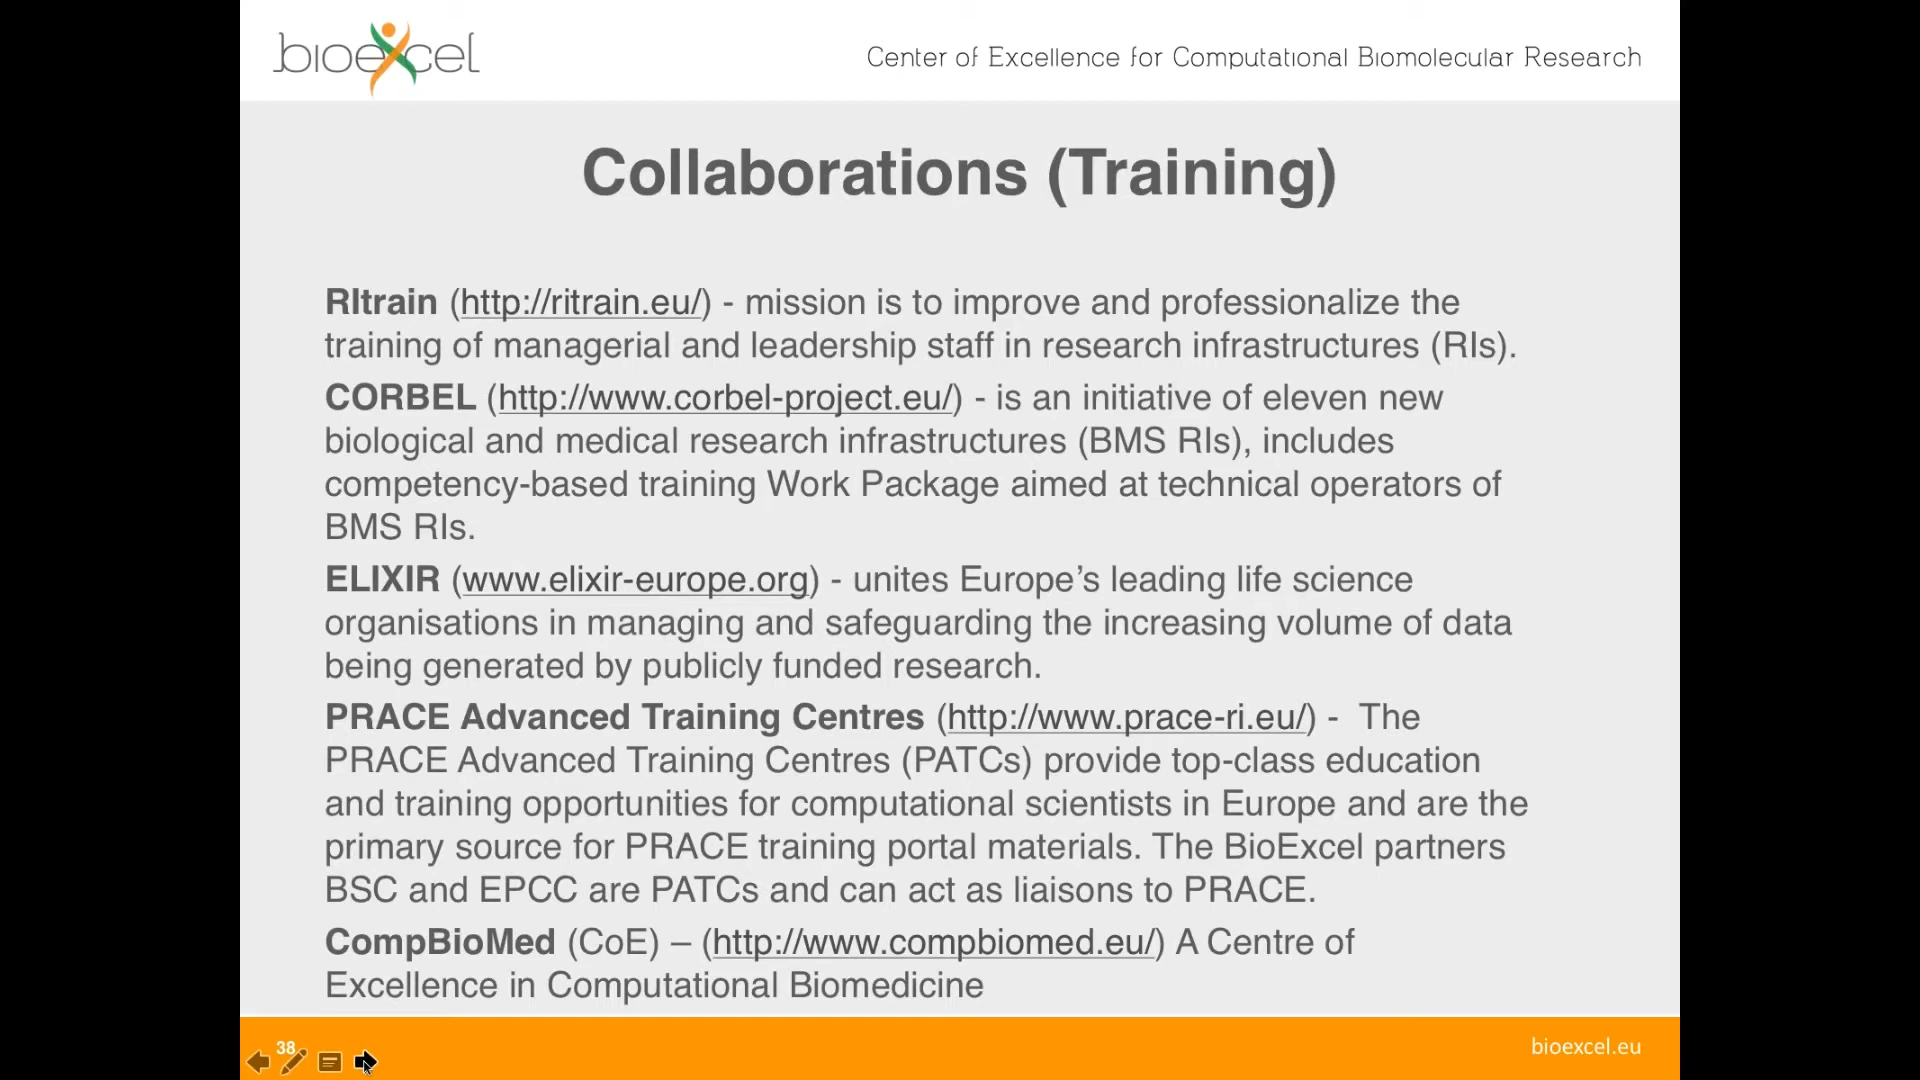 bioexcel
Center of Excellence for Computational Biomolecular Research
Collaborations (Training)
RItrain (http://ritrain.eu/) - mission is to improve and professionalize the
training of managerial and leadership staff in research infrastructures (RIs).
CORBEL (http://www.corbel-project.eu/) - is an initiative of eleven new
biological and medical research infrastructures (BMS RIs), includes
competency-based training Work Package aimed at technical operators of
BMS RIs.
ELIXIR (www.elixir-europe.org) - unites Europe’s leading life science
organisations in managing and safeguarding the increasing volume of data
being generated by publicly funded research.
PRACE Advanced Training Centres (http://www.prace-ri.eu/) - The
PRACE Advanced Training Centres (PATCs) provide top-class education
and training opportunities for computational scientists in Europe and are the
primary source for PRACE training portal materials. The BioExcel partners
BSC and EPCC are PATCs and can act as liaisons to PRACE.
CompBioMed (CoE) – (http://www.compbiomed.eu/) A Centre of
Excellence in Computational Biomedicine
38
bioexcel.eu